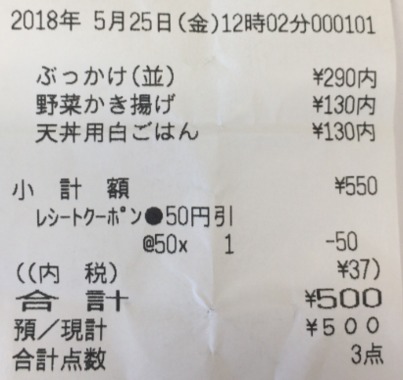 2018年 5月25日(金)12時02分000101
ぶっかけ(並) ¥290内
野菜かき揚げ ¥130内
天丼用白ごはん ¥130内
小 計 額 ¥550
ﾚｼｰﾄｸｰﾎﾟﾝ●50円引
@50x 1 -50
((内 税) ¥37)
合 計 ¥500
預／現計 ¥500
合計点数 3点